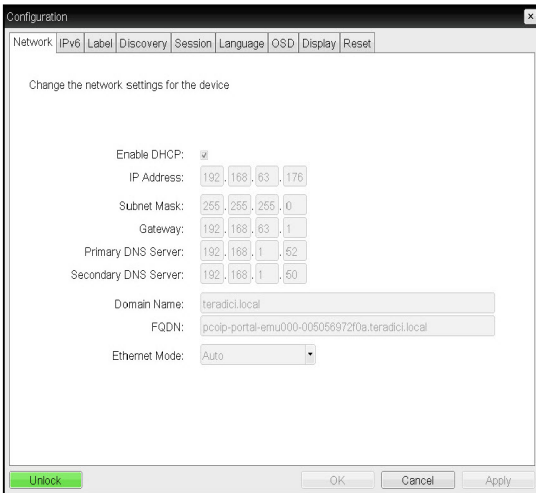 Configuration
Network IPv6 Label Discovery Session Language OSD Display Reset
Change the network settings for the device
Enable DHCP:
IP Address: 192 . 168 . 63 . 176
Subnet Mask: 255 . 255 . 255 . 0
Gateway: 192 . 168 . 63 . 1
Primary DNS Server: 192 . 168 . 1 . 52
Secondary DNS Server: 192 . 168 . 1 . 50
Domain Name: teradici.local
FQDN: pcoip-portal-emu000-005056972f0a.teradici.local
Ethernet Mode: Auto
Unlock OK Cancel Apply